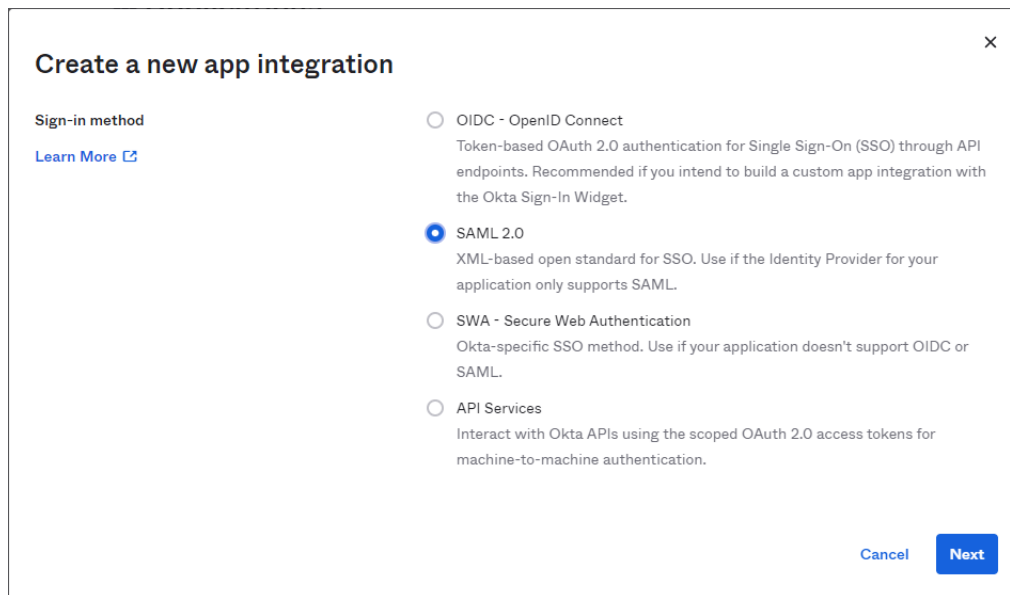 Create a new app integration
Sign-in method
Learn More
OIDC - OpenID Connect
Token-based OAuth 2.0 authentication for Single Sign-On (SSO) through API
endpoints. Recommended if you intend to build a custom app integration with
the Okta Sign-In Widget.
SAML 2.0
XML-based open standard for SSO. Use if the Identity Provider for your
application only supports SAML.
SWA - Secure Web Authentication
Okta-specific SSO method. Use if your application doesn't support OIDC or
SAML.
API Services
Interact with Okta APIs using the scoped OAuth 2.0 access tokens for
machine-to-machine authentication.
Cancel
Next